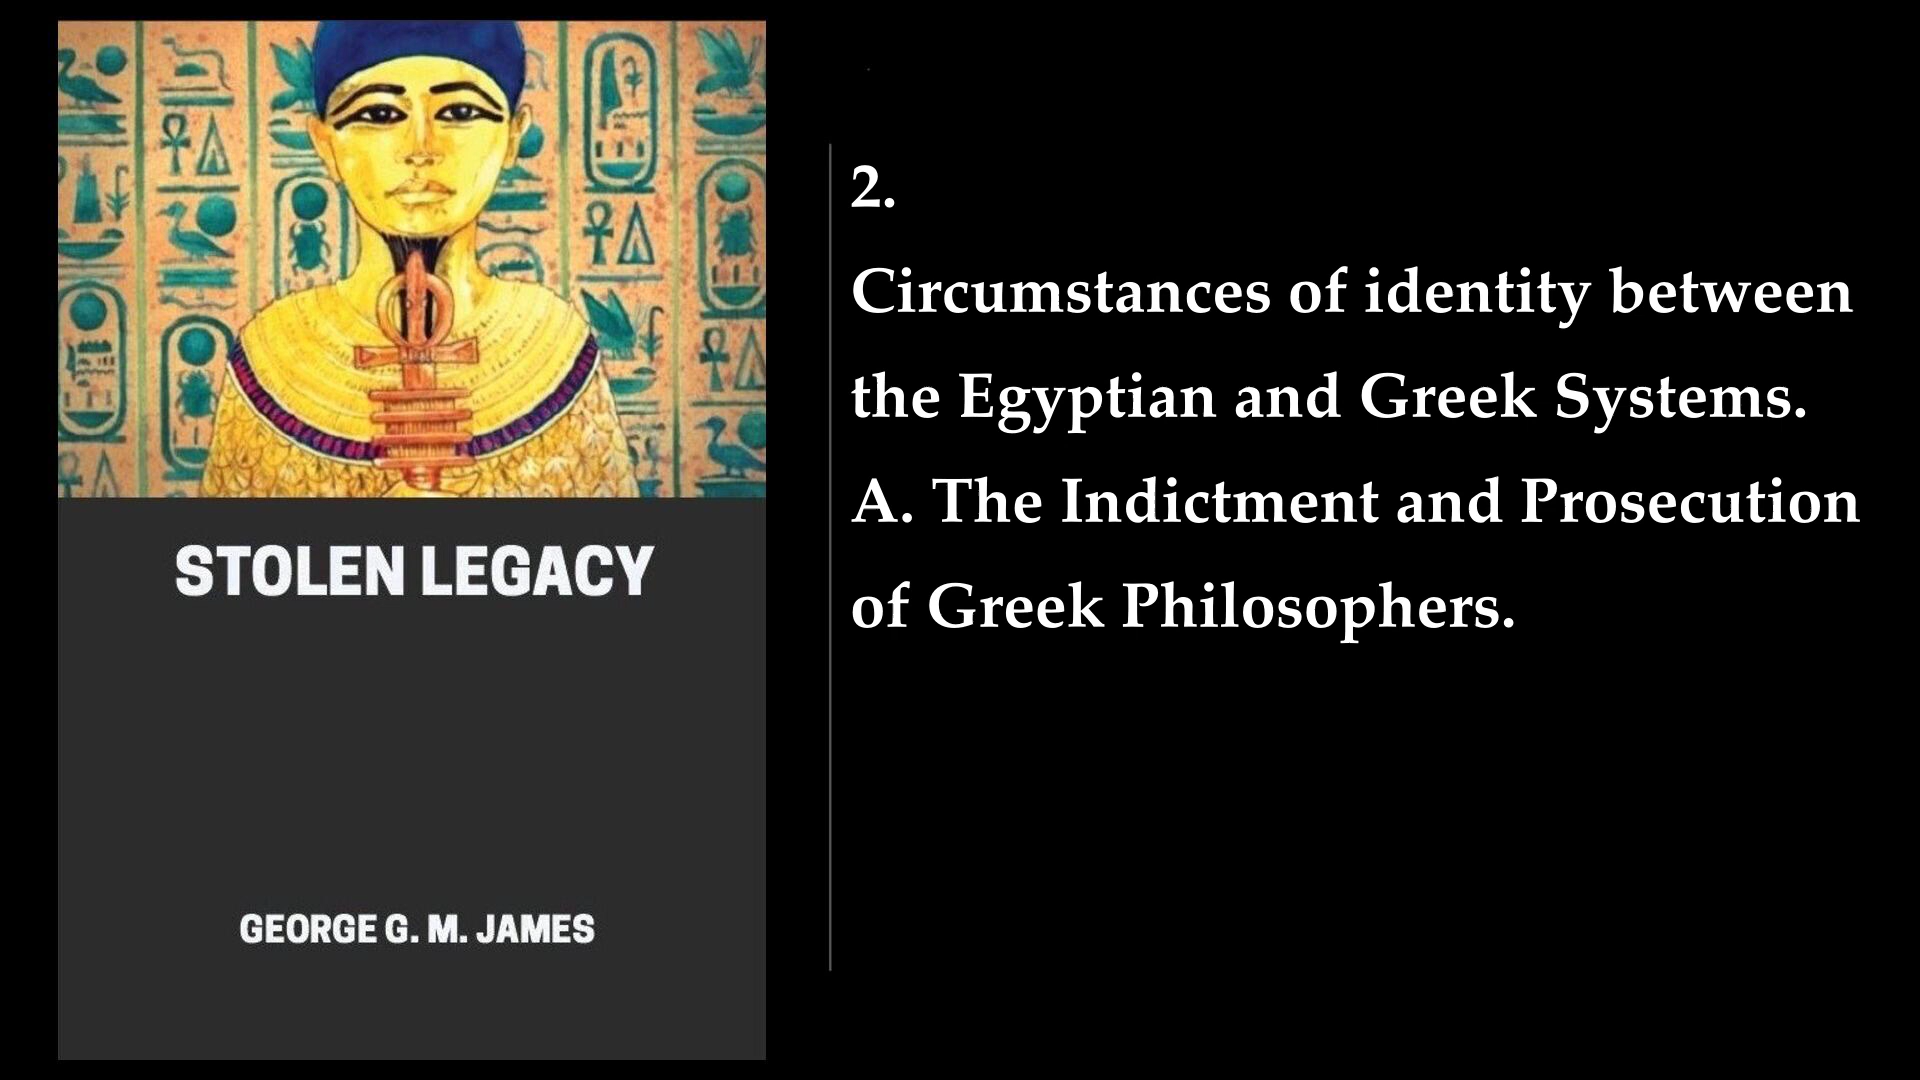 STOLEN LEGACY
GEORGE G. M. JAMES
2.
Circumstances of identity between
the Egyptian and Greek Systems.
A. The Indictment and Prosecution
of Greek Philosophers.